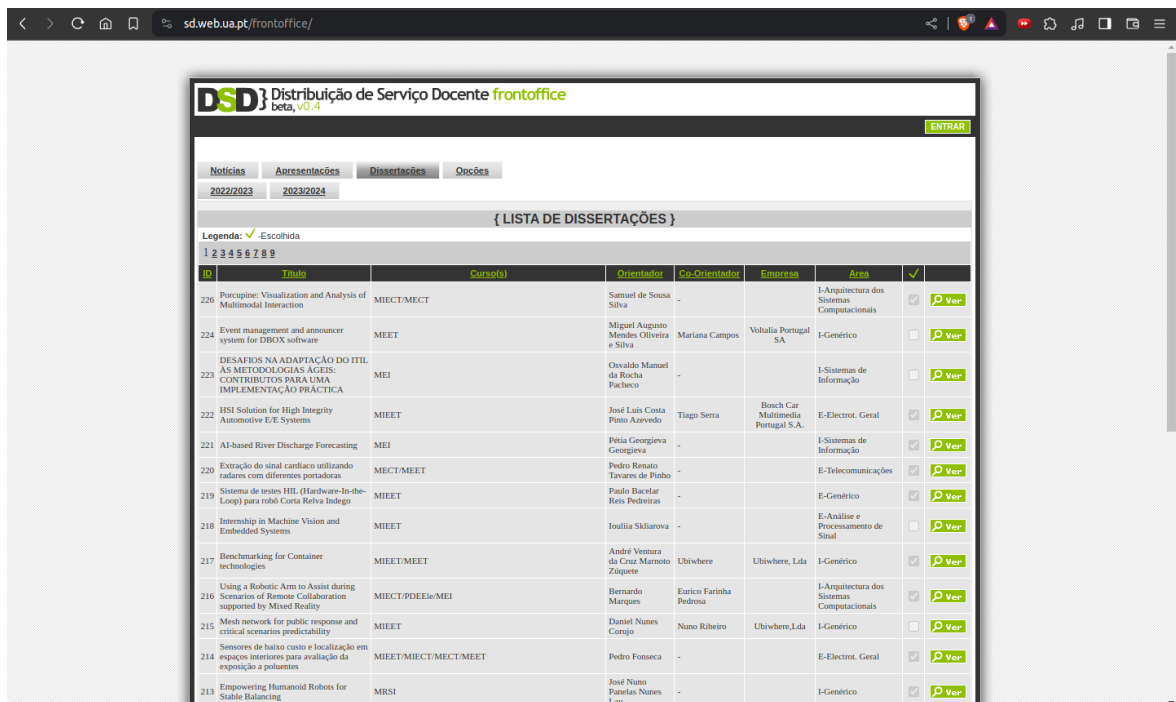 sd.web.ua.pt/frontoffice/
DSD} Distribuição de Serviço Docente frontoffice
beta, v0.4
ENTRAR
Notícias Apresentações Dissertações Opções
2022/2023 2023/2024
{ LISTA DE DISSERTAÇÕES }
Legenda: -Escolhida
1 2 3 4 5 6 7 8 9
ID Título Curso(s) Orientador Co-Orientador Empresa Area
226 Porcupine: Visualization and Analysis of Multimodal Interaction MIECT/MECT Samuel de Sousa Silva - I-Arquitectura dos Sistemas Computacionais Ver
224 Event management and announcer system for DBOX software MEET Miguel Augusto Mendes Oliveira e Silva Mariana Campos Voltalia Portugal SA I-Genérico Ver
223 DESAFIOS NA ADAPTAÇÃO DO ITIL ÀS METODOLOGIAS ÁGEIS: CONTRIBUTOS PARA UMA IMPLEMENTAÇÃO PRÁCTICA MEI Osvaldo Manuel da Rocha Pacheco - I-Sistemas de Informação Ver
222 HSI Solution for High Integrity Automotive E/E Systems MIEET José Luis Costa Pinto Azevedo Tiago Serra Bosch Car Multimedia Portugal S.A. E-Electrot. Geral Ver
221 AI-based River Discharge Forecasting MEI Pétia Georgieva Georgieva - I-Sistemas de Informação Ver
220 Extração do sinal cardíaco utilizando radares com diferentes portadoras MECT/MEET Pedro Renato Tavares de Pinho - E-Telecomunicações Ver
219 Sistema de testes HIL (Hardware-In-the-Loop) para robô Corta Relva Indego MIEET Paulo Bacelar Reis Pedreiras - E-Genérico Ver
218 Internship in Machine Vision and Embedded Systems MIEET Iouliia Skliarova - E-Análise e Processamento de Sinal Ver
217 Benchmarking for Container technologies MIEET/MEET André Ventura da Cruz Marnoto Zúquete Ubiwhere Ubiwhere, Lda I-Genérico Ver
216 Using a Robotic Arm to Assist during Scenarios of Remote Collaboration supported by Mixed Reality MIECT/PDEEIe/MEI Bernardo Marques Eurico Farinha Pedrosa I-Arquitectura dos Sistemas Computacionais Ver
215 Mesh network for public response and critical scenarios predictability MIEET Daniel Nunes Corujo Nuno Ribeiro Ubiwhere,Lda I-Genérico Ver
214 Sensores de baixo custo e localização em espaços interiores para avaliação da exposição a poluentes MIEET/MIECT/MECT/MEET Pedro Fonseca - E-Electrot. Geral Ver
213 Empowering Humanoid Robots for Stable Balancing MRSI José Nuno Panelas Nunes Lau - I-Genérico Ver